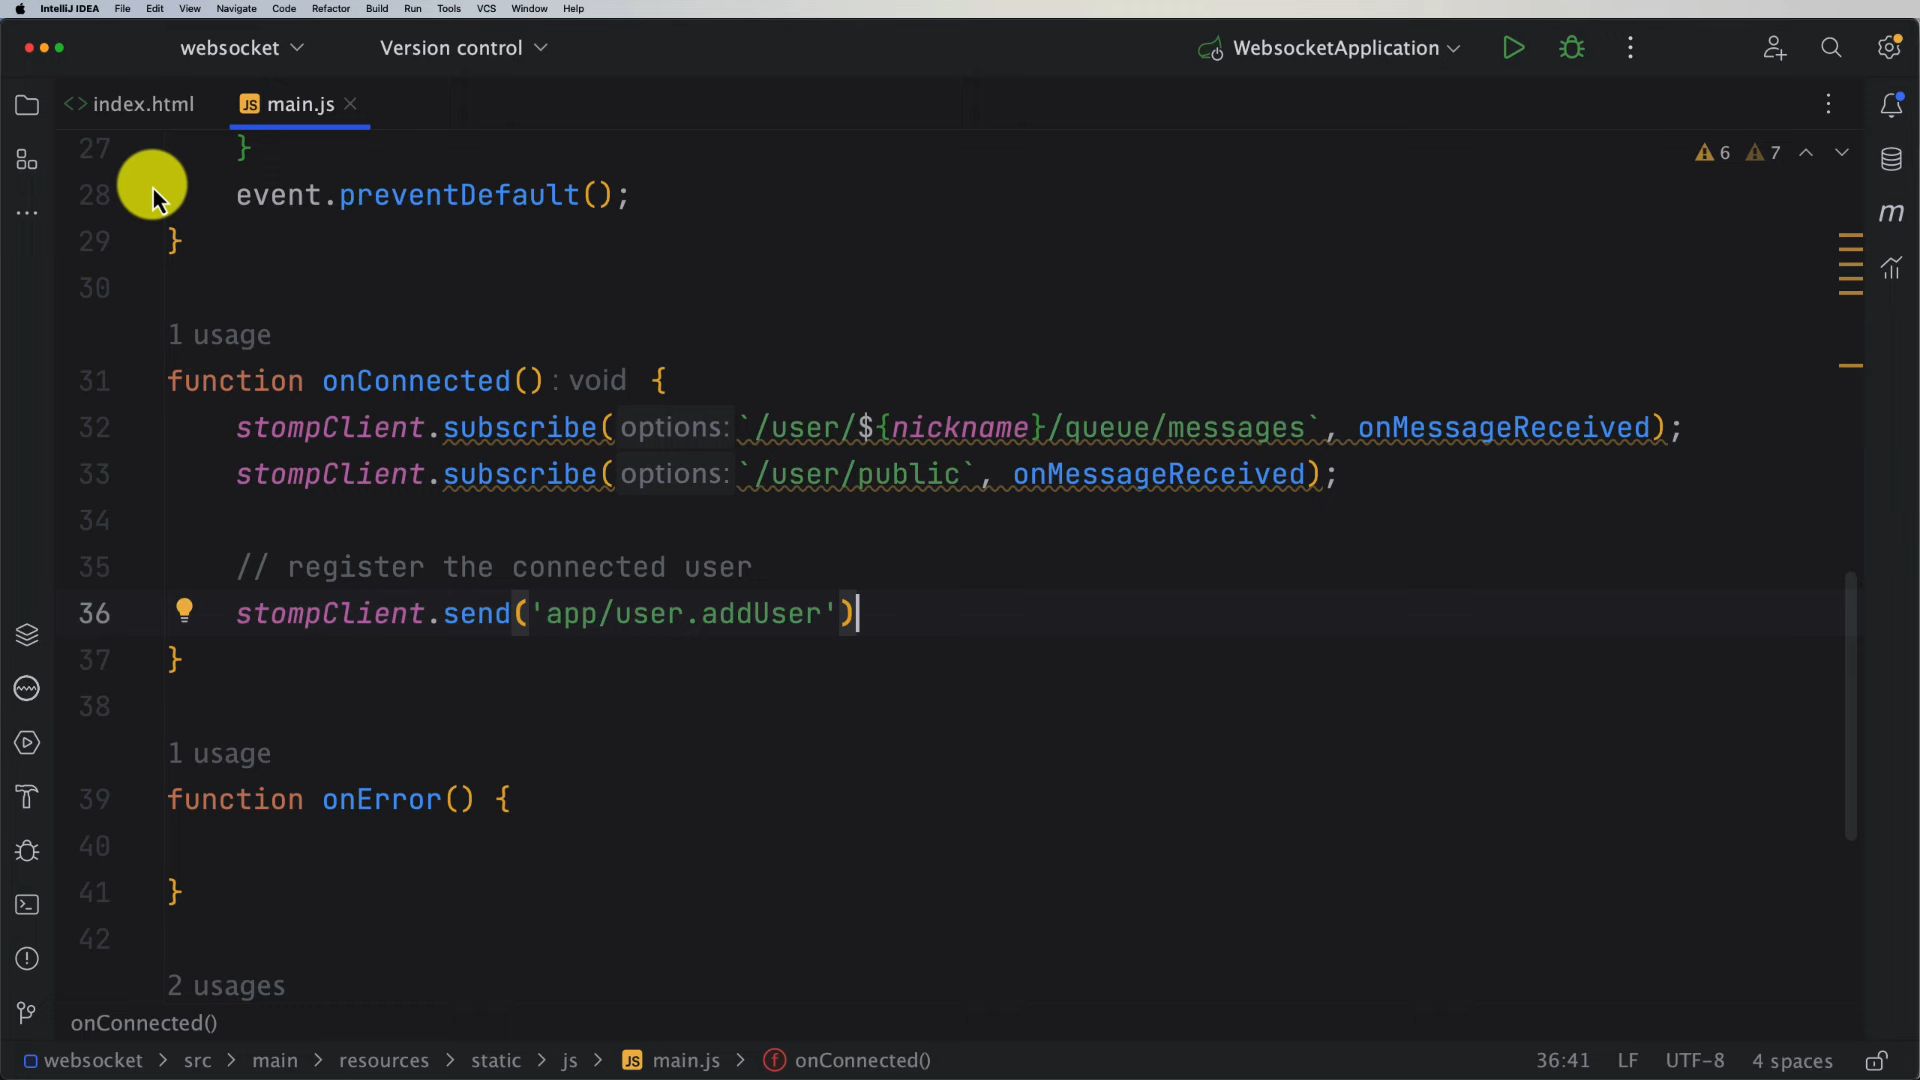 IntelliJ IDEA File Edit View Navigate Code Refactor Build Run Tools VCS Window Help
websocket Version control WebsocketApplication
<> index.html JS main.js
27 }
6 7
28 event.preventDefault();
29 }
30
1 usage
31 function onConnected() : void {
32 stompClient.subscribe( options: `/user/${nickname}/queue/messages`, onMessageReceived);
33 stompClient.subscribe( options: `/user/public`, onMessageReceived);
34
35 // register the connected user
36 stompClient.send('app/user.addUser')
37 }
38
1 usage
39 function onError() {
40
41 }
42
2 usages
onConnected()
websocket > src > main > resources > static > js > JS main.js > f onConnected() 36:41 LF UTF-8 4 spaces
m